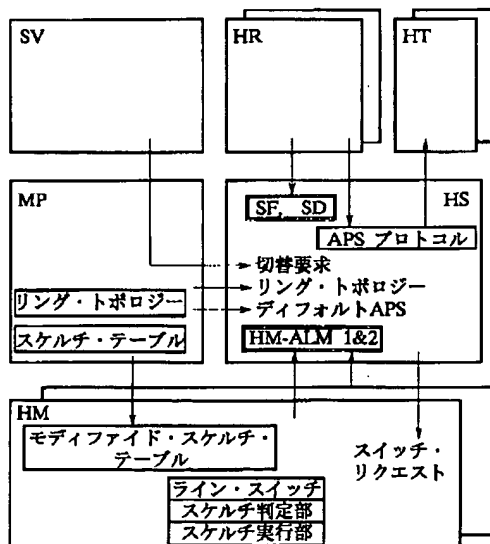 SV
HR
HT
MP
HS
SF, SD
APS プロトコル
切替要求
リング・トポロジー
リング・トポロジー
ディフォルトAPS
スケルチ・テーブル
HM-ALM 1&2
HM
モディファイド・スケルチ・
テーブル
スイッチ・
リクエスト
ライン・スイッチ
スケルチ判定部
スケルチ実行部